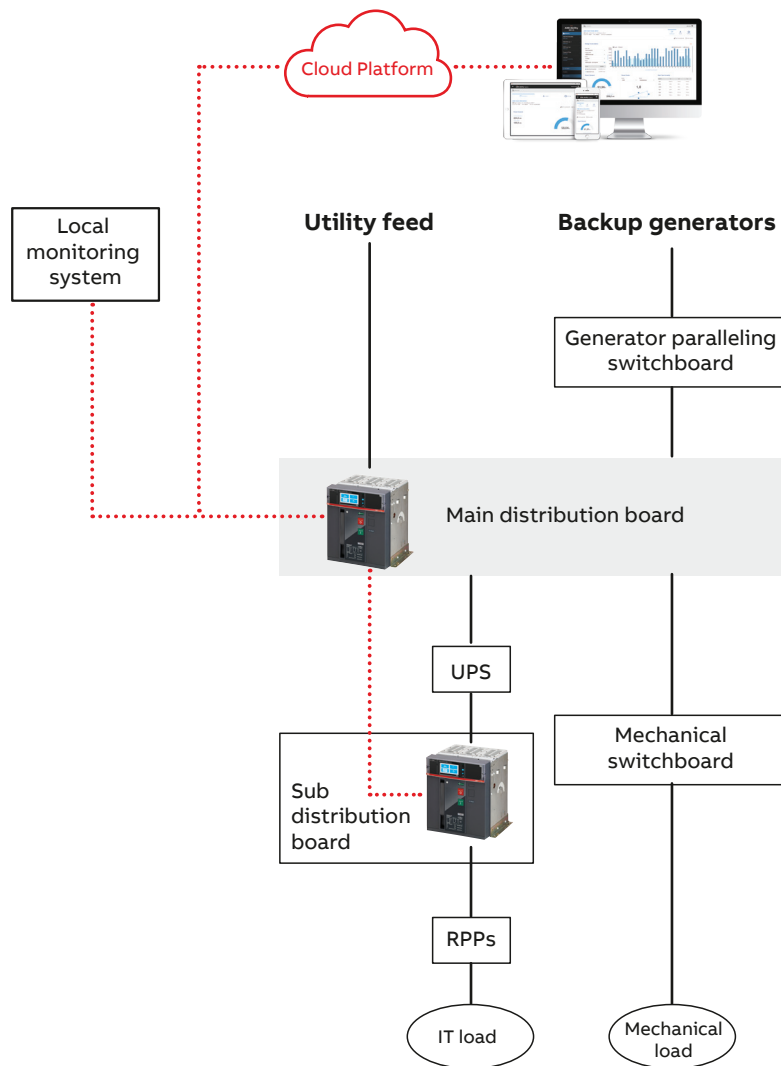 Cloud Platform
Local
monitoring
system
Utility feed
Backup generators
Generator paralleling
switchboard
Main distribution board
UPS
Mechanical
switchboard
Sub
distribution
board
RPPs
IT load
Mechanical
load